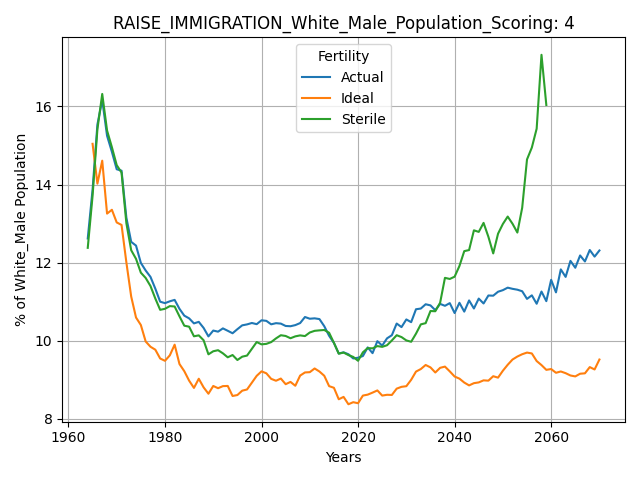 RAISE_IMMIGRATION_White_Male_Population_Scoring: 4
Fertility
Actual
Ideal
Sterile
% of White_Male Population
16
14
12
10
8
1960
1980
2000
2020
2040
2060
Years